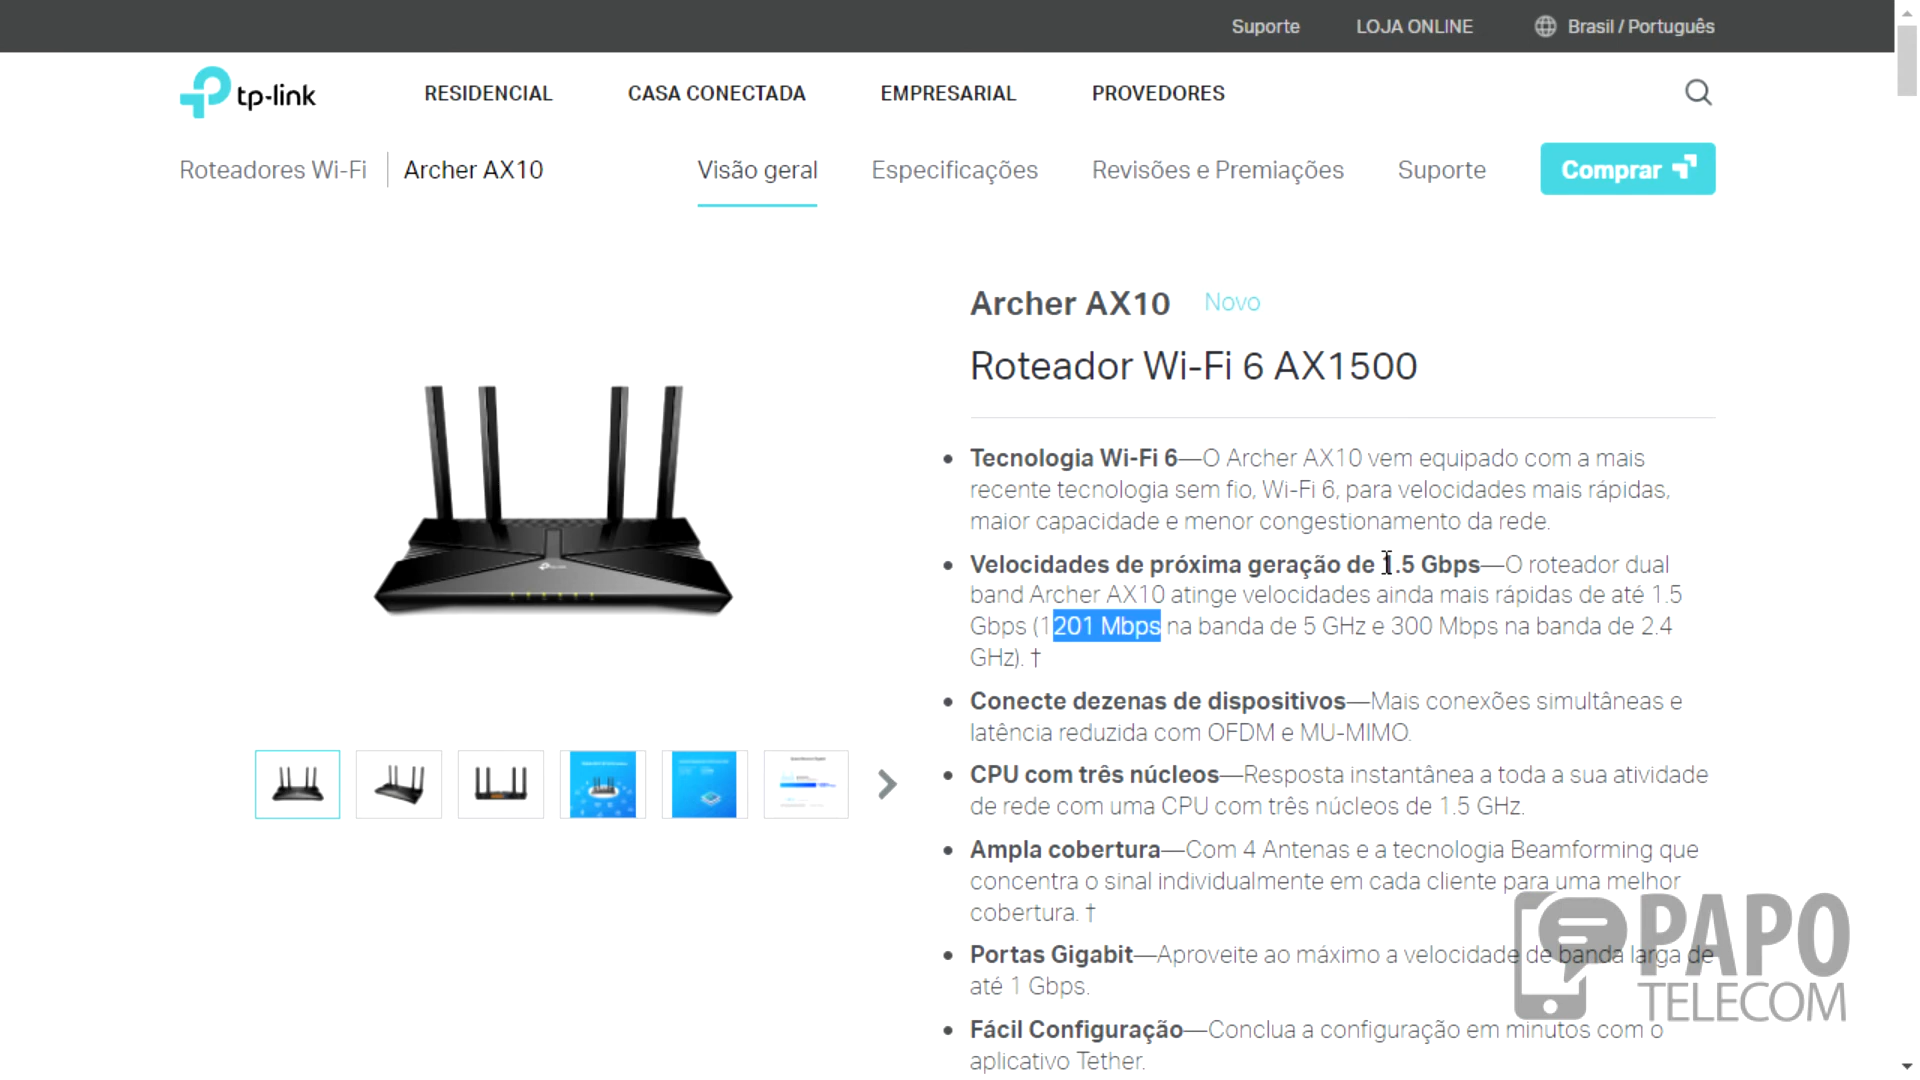 Suporte LOJA ONLINE Brasil / Português
tp-link RESIDENCIAL CASA CONECTADA EMPRESARIAL PROVEDORES
Roteadores Wi-Fi Archer AX10 Visão geral Especificações Revisões e Premiações Suporte Comprar
Archer AX10 Novo
Roteador Wi-Fi 6 AX1500
Tecnologia Wi-Fi 6—O Archer AX10 vem equipado com a mais
recente tecnologia sem fio, Wi-Fi 6, para velocidades mais rápidas,
maior capacidade e menor congestionamento da rede.
Velocidades de próxima geração de 1.5 Gbps—O roteador dual
band Archer AX10 atinge velocidades ainda mais rápidas de até 1.5
Gbps (1201 Mbps na banda de 5 GHz e 300 Mbps na banda de 2.4
GHz). †
Conecte dezenas de dispositivos—Mais conexões simultâneas e
latência reduzida com OFDM e MU-MIMO.
CPU com três núcleos—Resposta instantânea a toda a sua atividade
de rede com uma CPU com três núcleos de 1.5 GHz.
Ampla cobertura—Com 4 Antenas e a tecnologia Beamforming que
concentra o sinal individualmente em cada cliente para uma melhor
cobertura. †
Portas Gigabit—Aproveite ao máximo a velocidade de banda larga de
até 1 Gbps.
Fácil Configuração—Conclua a configuração em minutos com o
aplicativo Tether.
PAPO
TELECOM